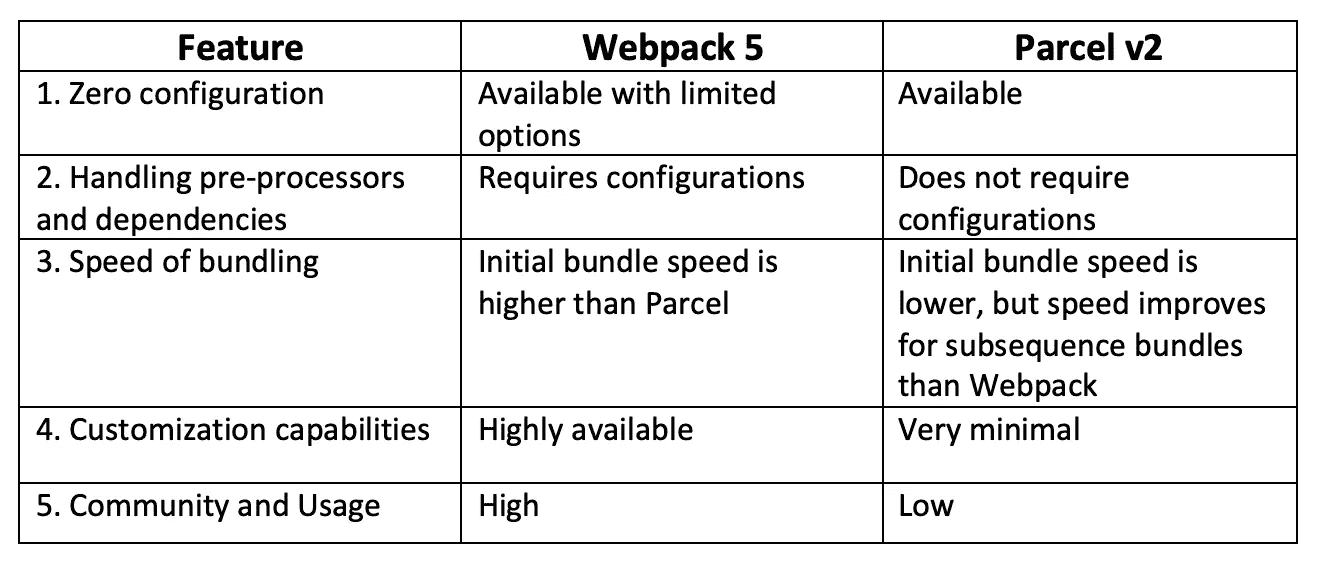 Feature Webpack 5 Parcel v2
1. Zero configuration Available with limited Available
options
2. Handling pre-processors Requires configurations Does not require
and dependencies configurations
3. Speed of bundling Initial bundle speed is Initial bundle speed is
higher than Parcel lower, but speed improves
for subsequence bundles
than Webpack
4. Customization capabilities Highly available Very minimal
5. Community and Usage High Low